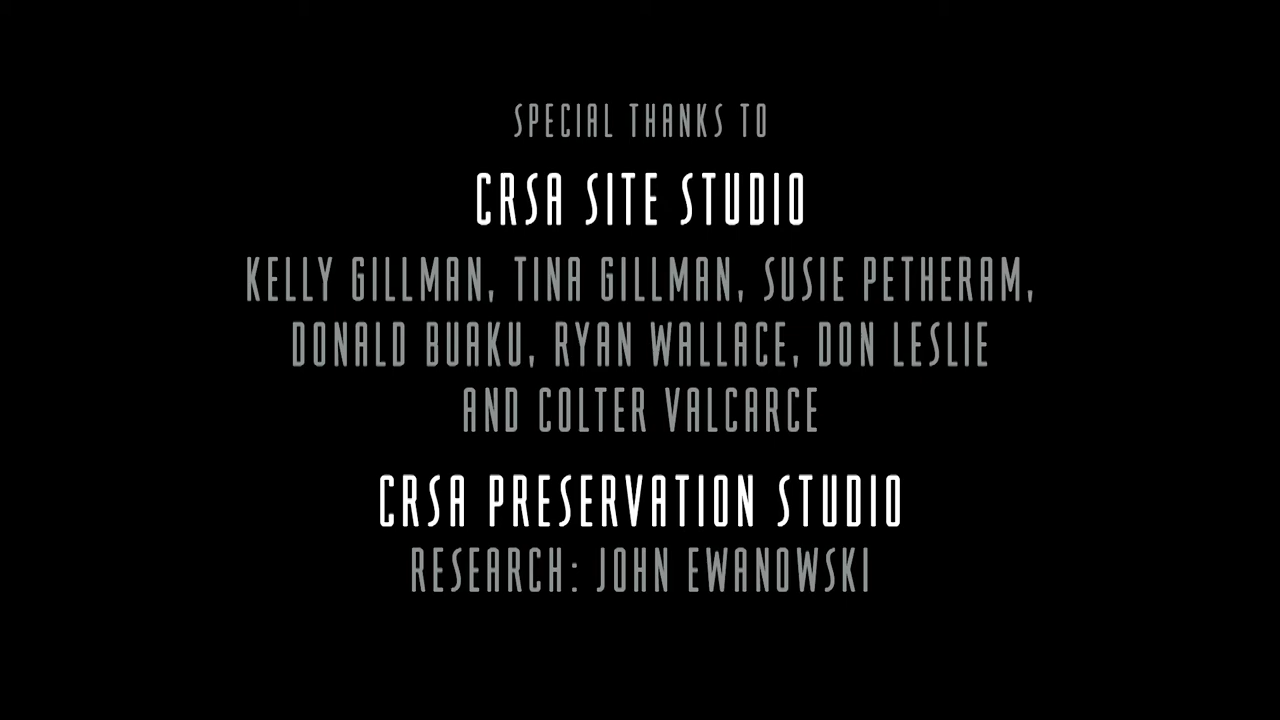 SPECIAL THANKS TO
CRSA SITE STUDIO
KELLY GILLMAN, TINA GILLMAN, SUSIE PETHERAM,
DONALD BUAKU, RYAN WALLACE, DON LESLIE
AND COLTER VALCARCE
CRSA PRESERVATION STUDIO
RESEARCH: JOHN EWANOWSKI